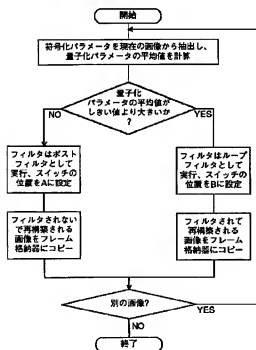 開始
符号化パラメータを現在の画像から抽出し、
量子化パラメータの平均値を計算
量子化
パラメータの平均値が
しきい値より大きいか?
NO
YES
フィルタはポスト
フィルタとして
実行、スイッチの
位置をAに設定
フィルタはループ
フィルタとして
実行、スイッチの
位置をBに設定
フィルタされない
で再構築される
画像をフレーム
格納器にコピー
フィルタされて
再構築される
画像をフレーム
格納器にコピー
別の画像?
YES
NO
終了